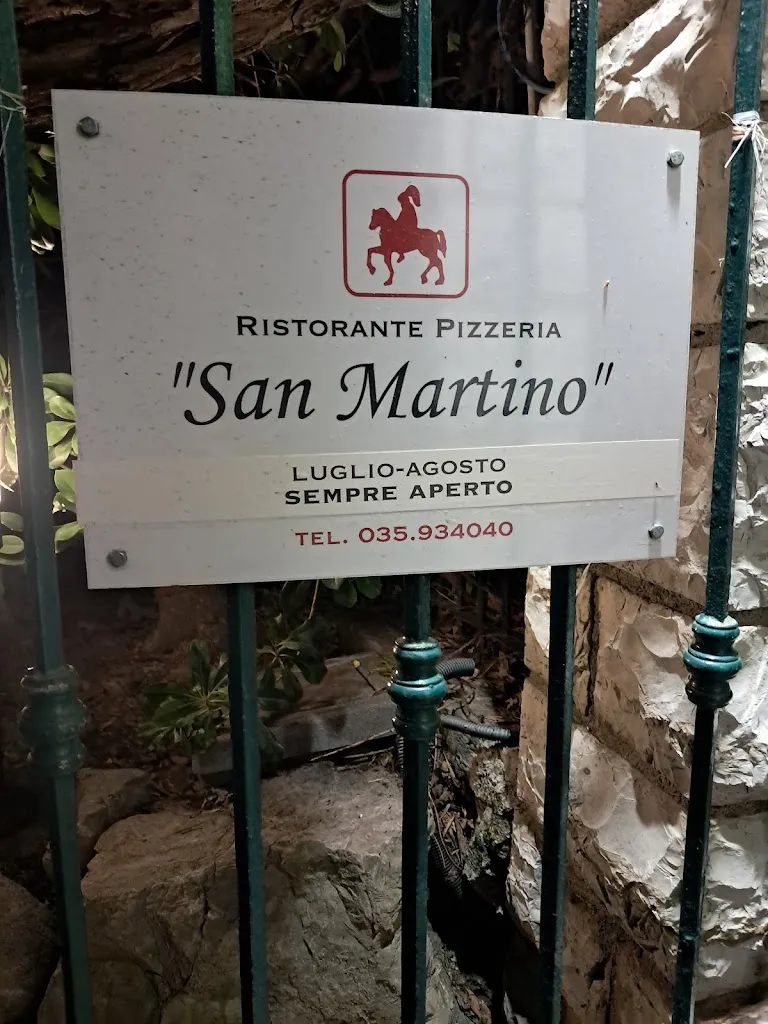 RISTORANTE PIZZERIA
"San Martino"
LUGLIO-AGOSTO
SEMPRE APERTO
TEL. 035.934040